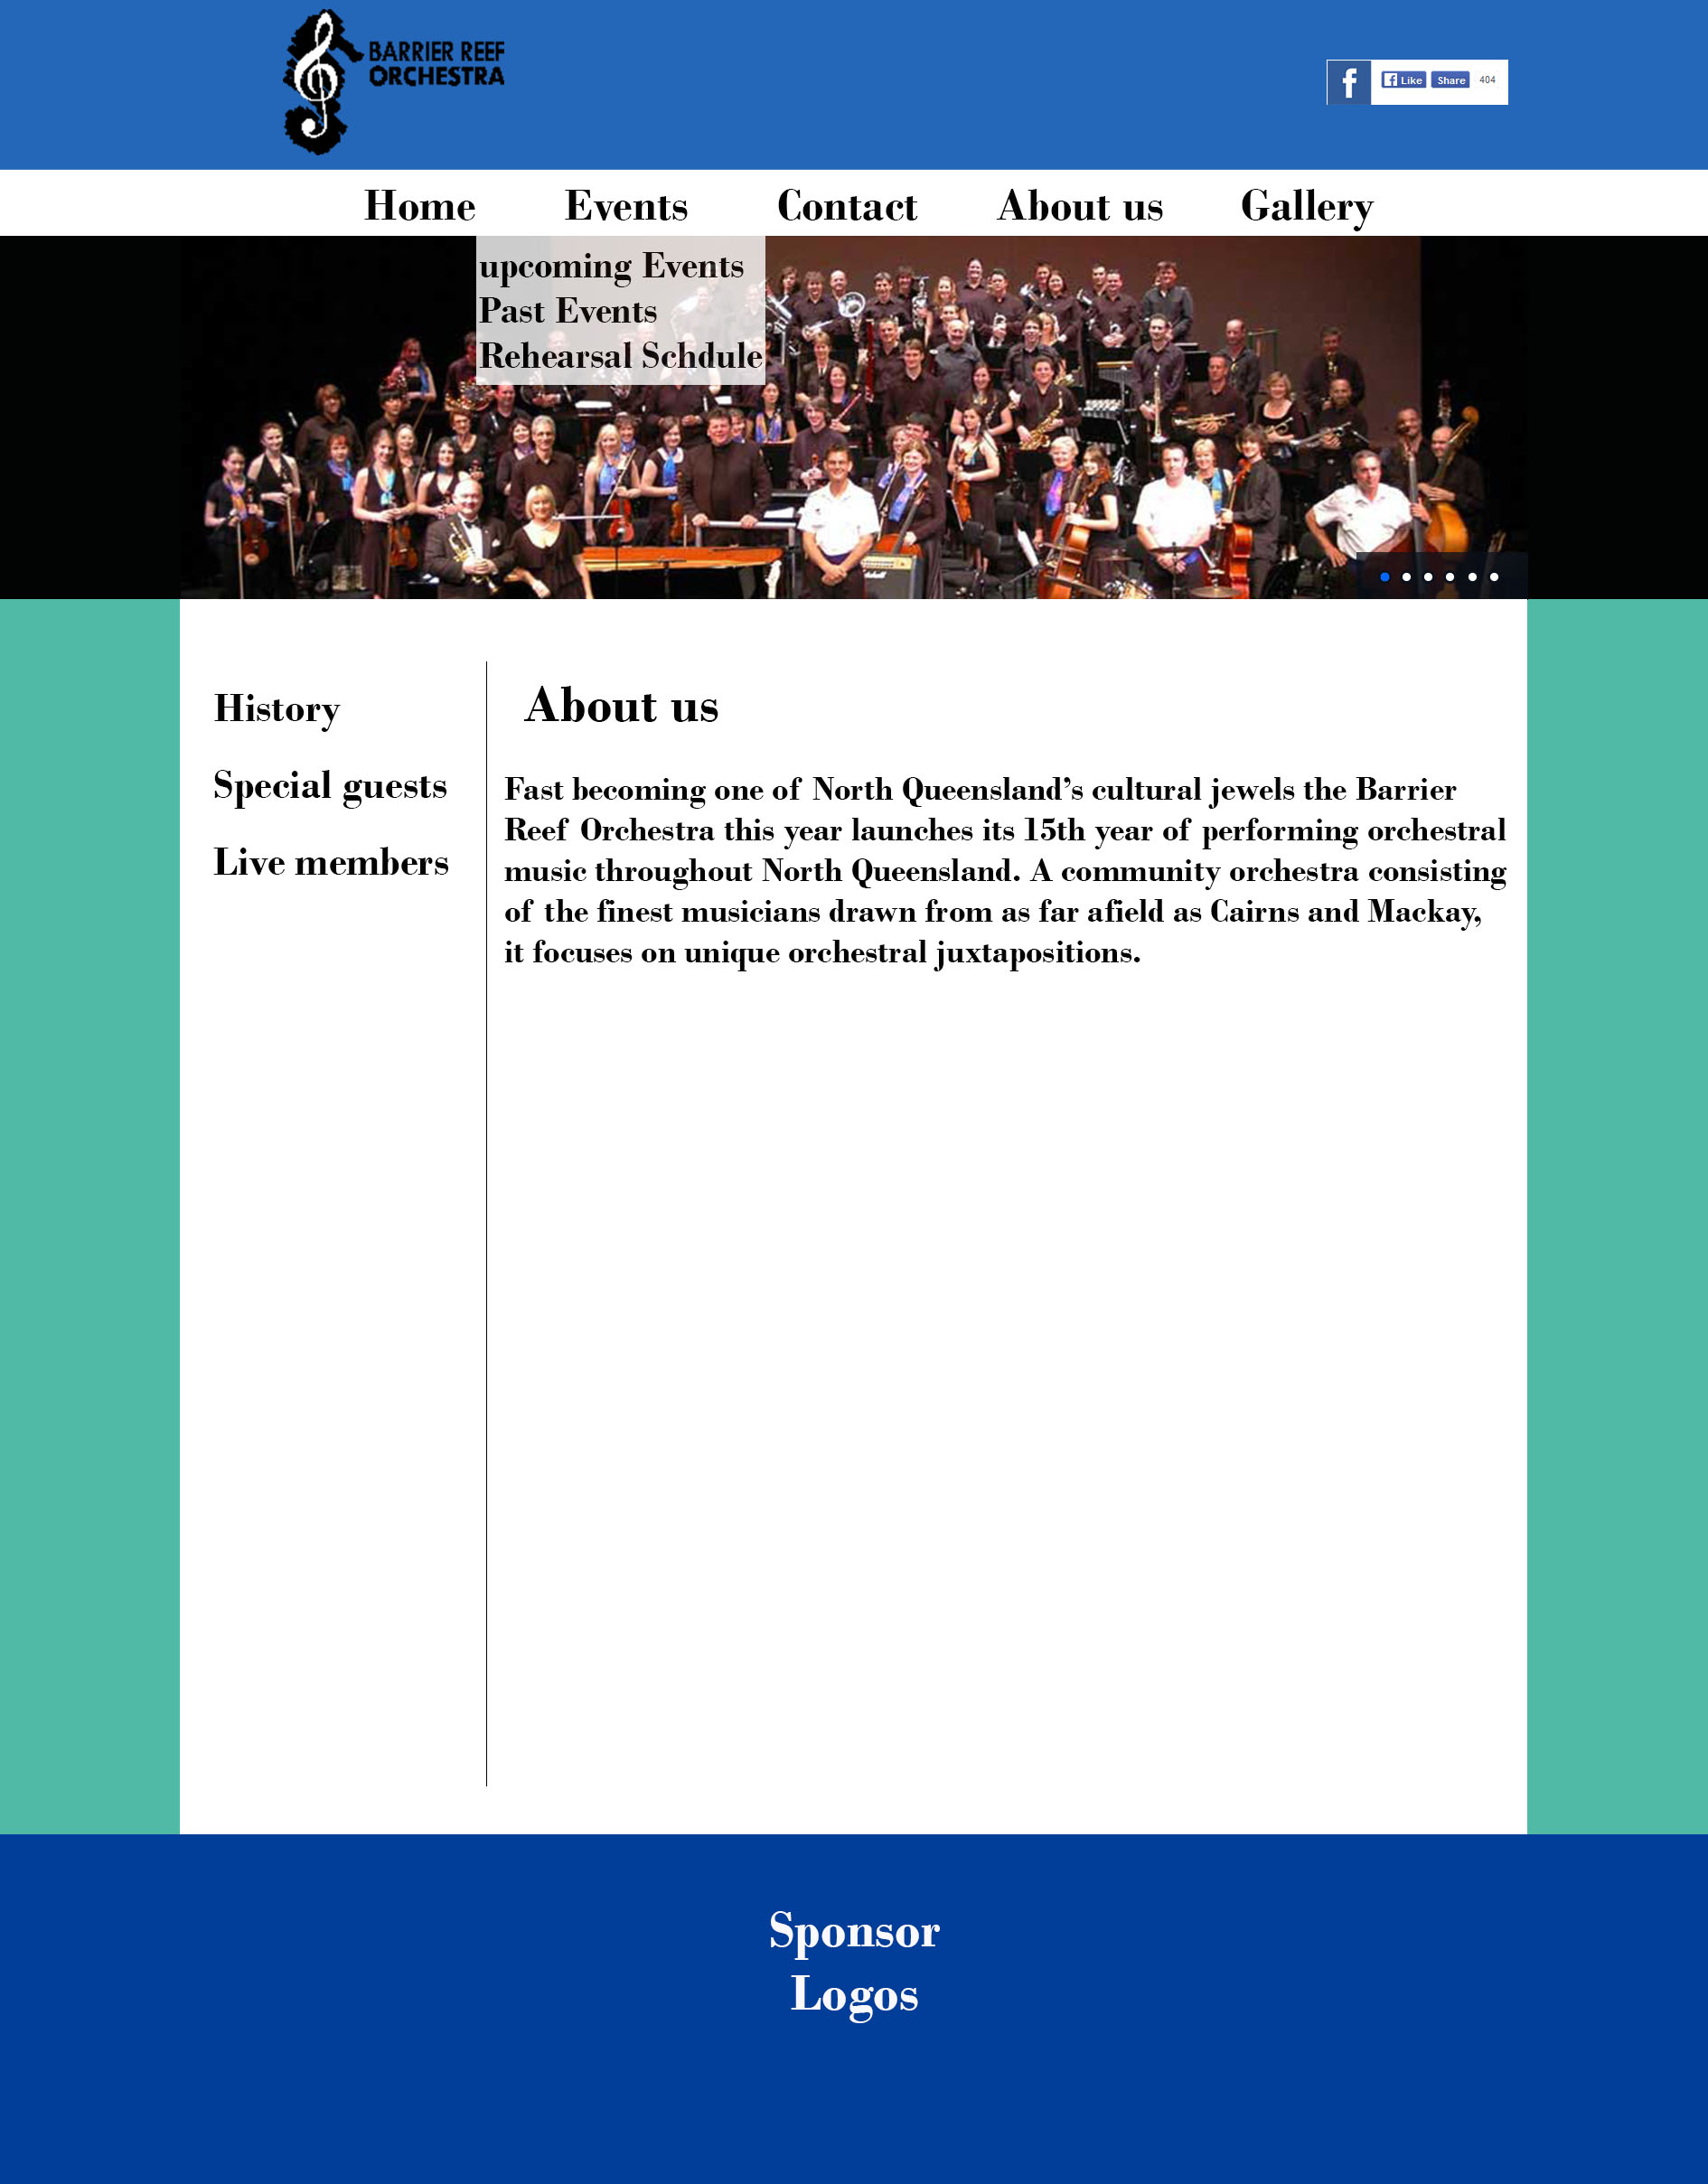 BARRIER REEF
ORCHESTRA
f Like Share 404
Home Events Contact About us Gallery
upcoming Events
Past Events
Rehearsal Schdule
History
Special guests
Live members
About us
Fast becoming one of North Queensland’s cultural jewels the Barrier
Reef Orchestra this year launches its 15th year of performing orchestral
music throughout North Queensland. A community orchestra consisting
of the finest musicians drawn from as far afield as Cairns and Mackay,
it focuses on unique orchestral juxtapositions.
Sponsor
Logos